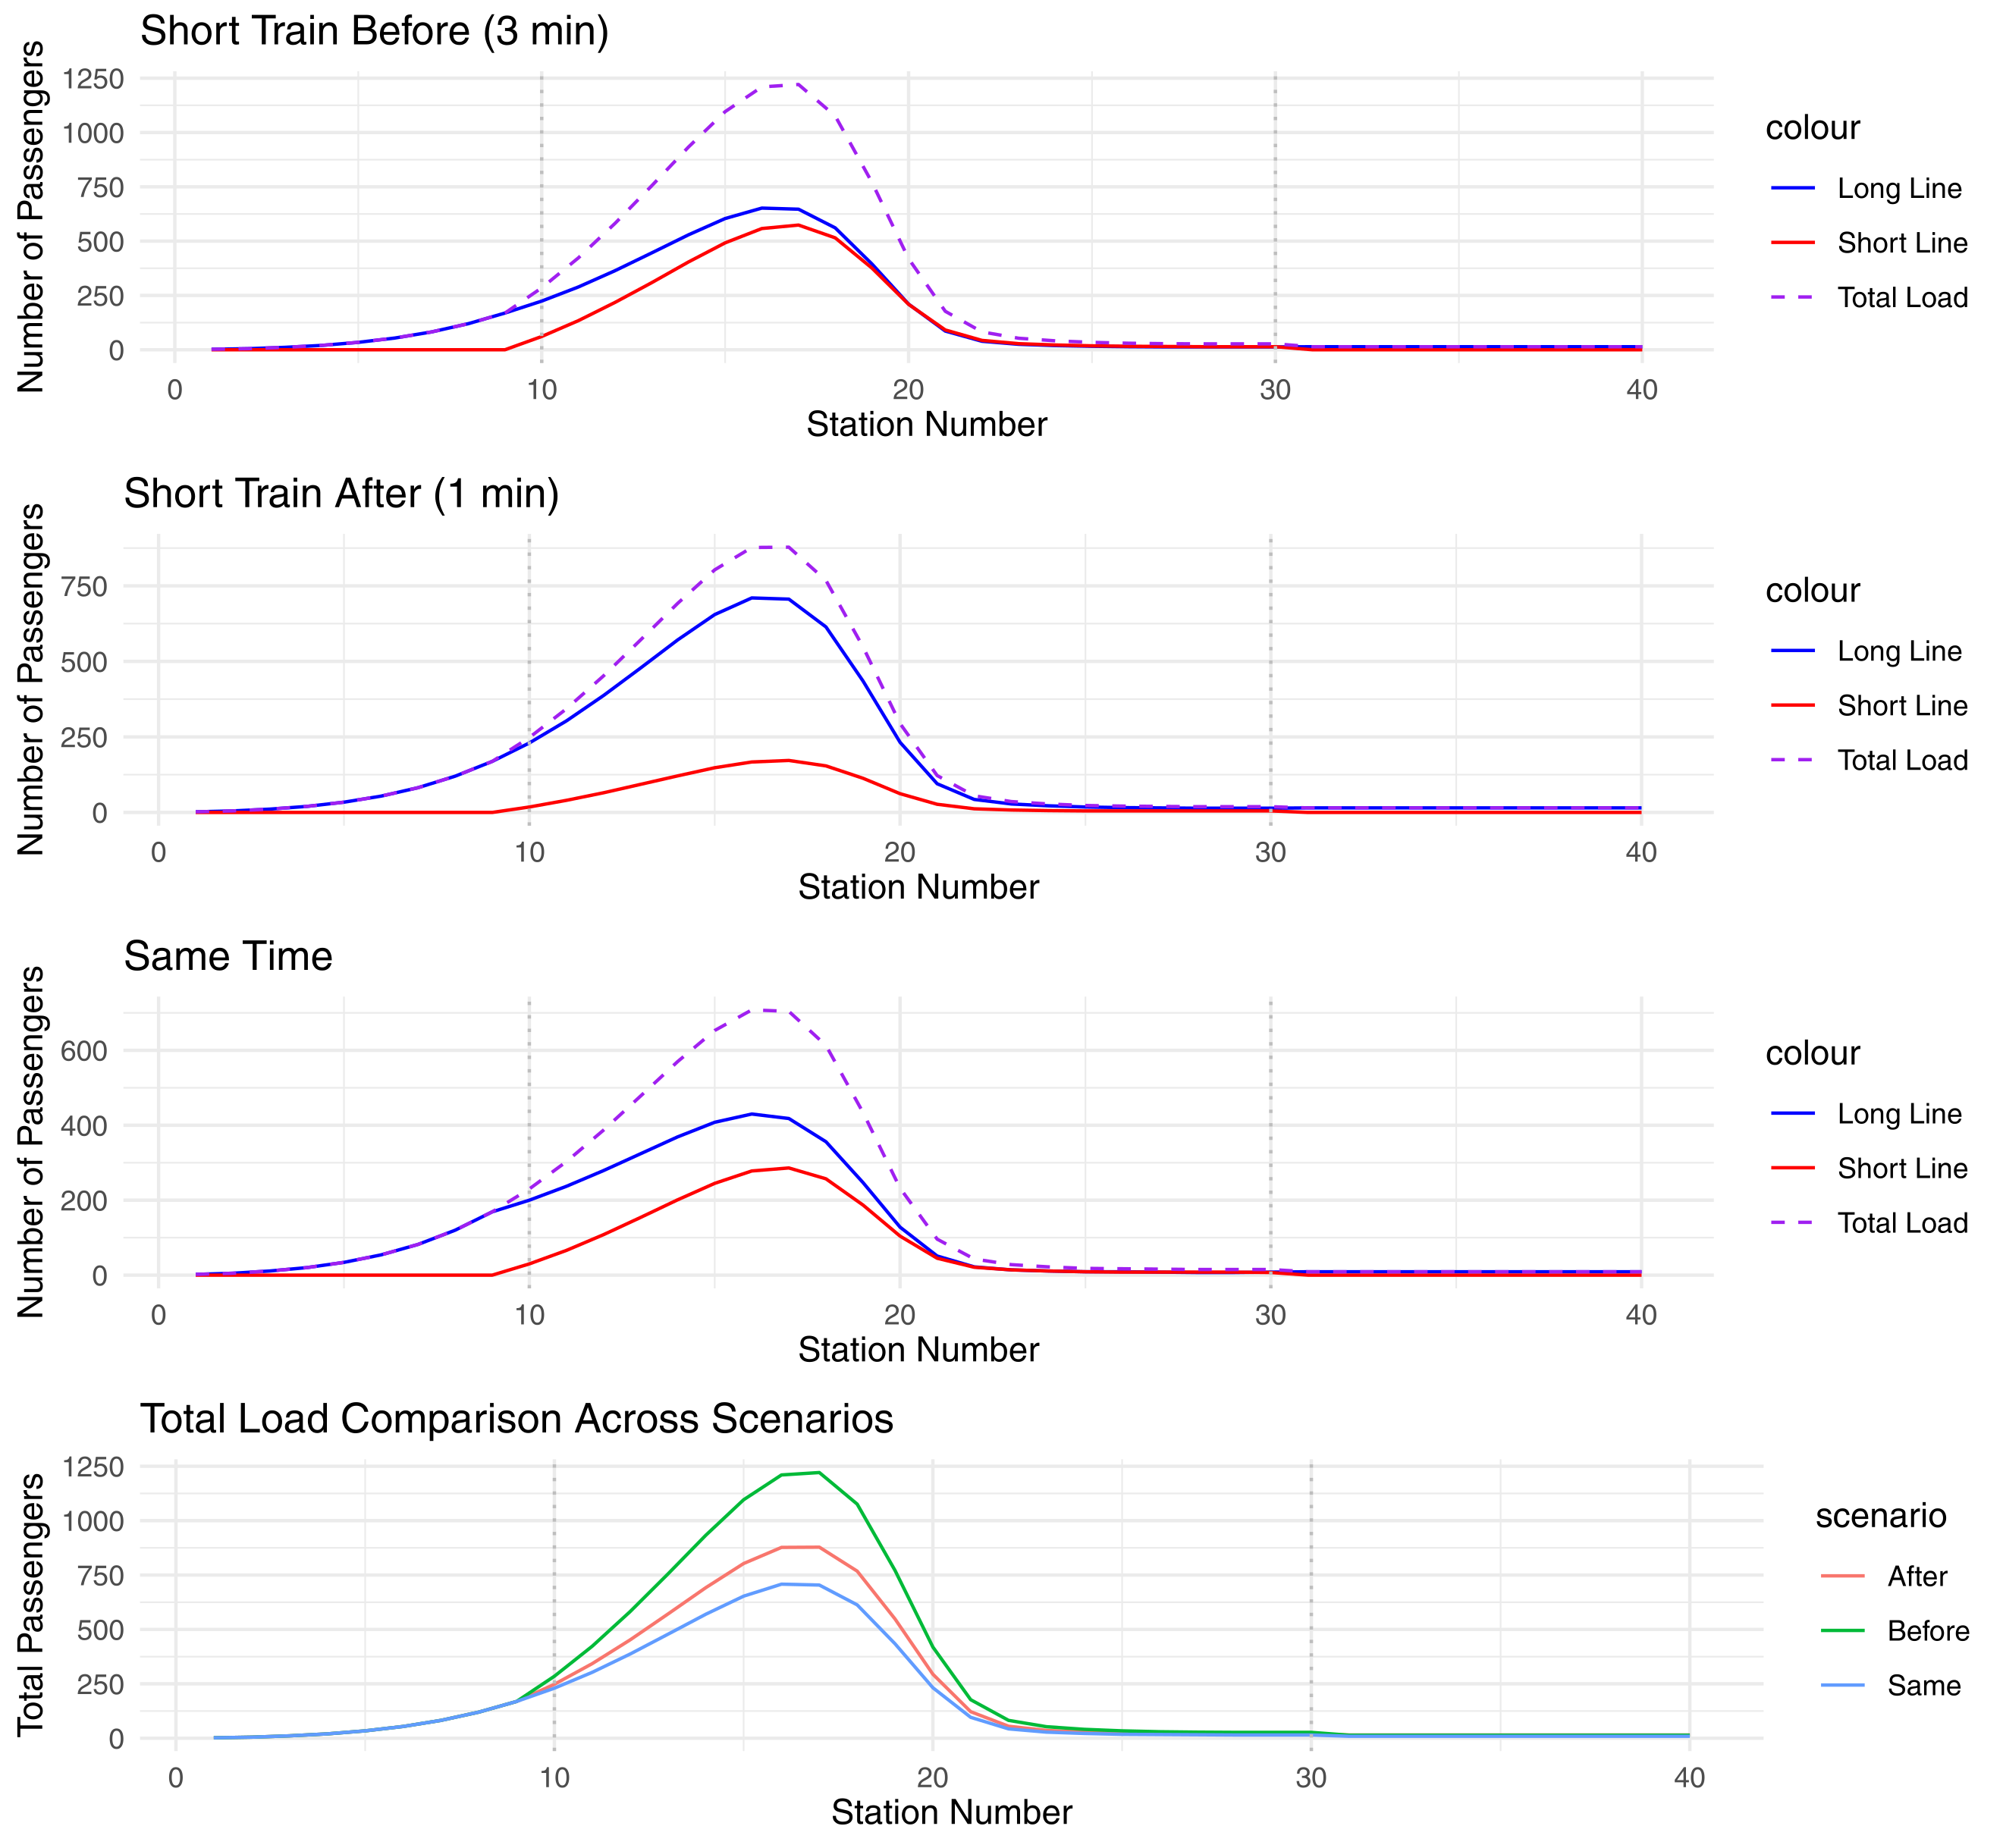 Short Train Before (3 min)
Number of Passengers
1250
1000
750
500
250
0
0 10 20 30 40
Station Number
colour
Long Line
Short Line
Total Load
Short Train After (1 min)
Number of Passengers
750
500
250
0
0 10 20 30 40
Station Number
colour
Long Line
Short Line
Total Load
Same Time
Number of Passengers
600
400
200
0
0 10 20 30 40
Station Number
colour
Long Line
Short Line
Total Load
Total Load Comparison Across Scenarios
Total Passengers
1250
1000
750
500
250
0
0 10 20 30 40
Station Number
scenario
After
Before
Same